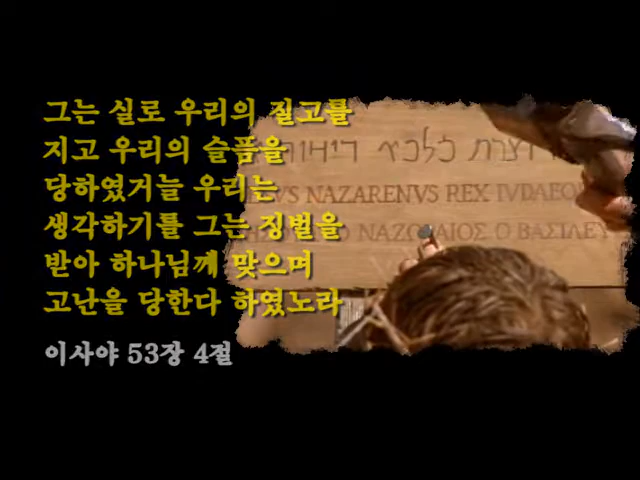 그는 실로 우리의 질고를
지고 우리의 슬픔을
당하였거늘 우리는
생각하기를 그는 징벌을
받아 하나님께 맞으며
고난을 당한다 하였노라
이사야 53장 4절
NAZARENVS REX IVDAEO
Ο ΒΑΣΙΛΕΥ